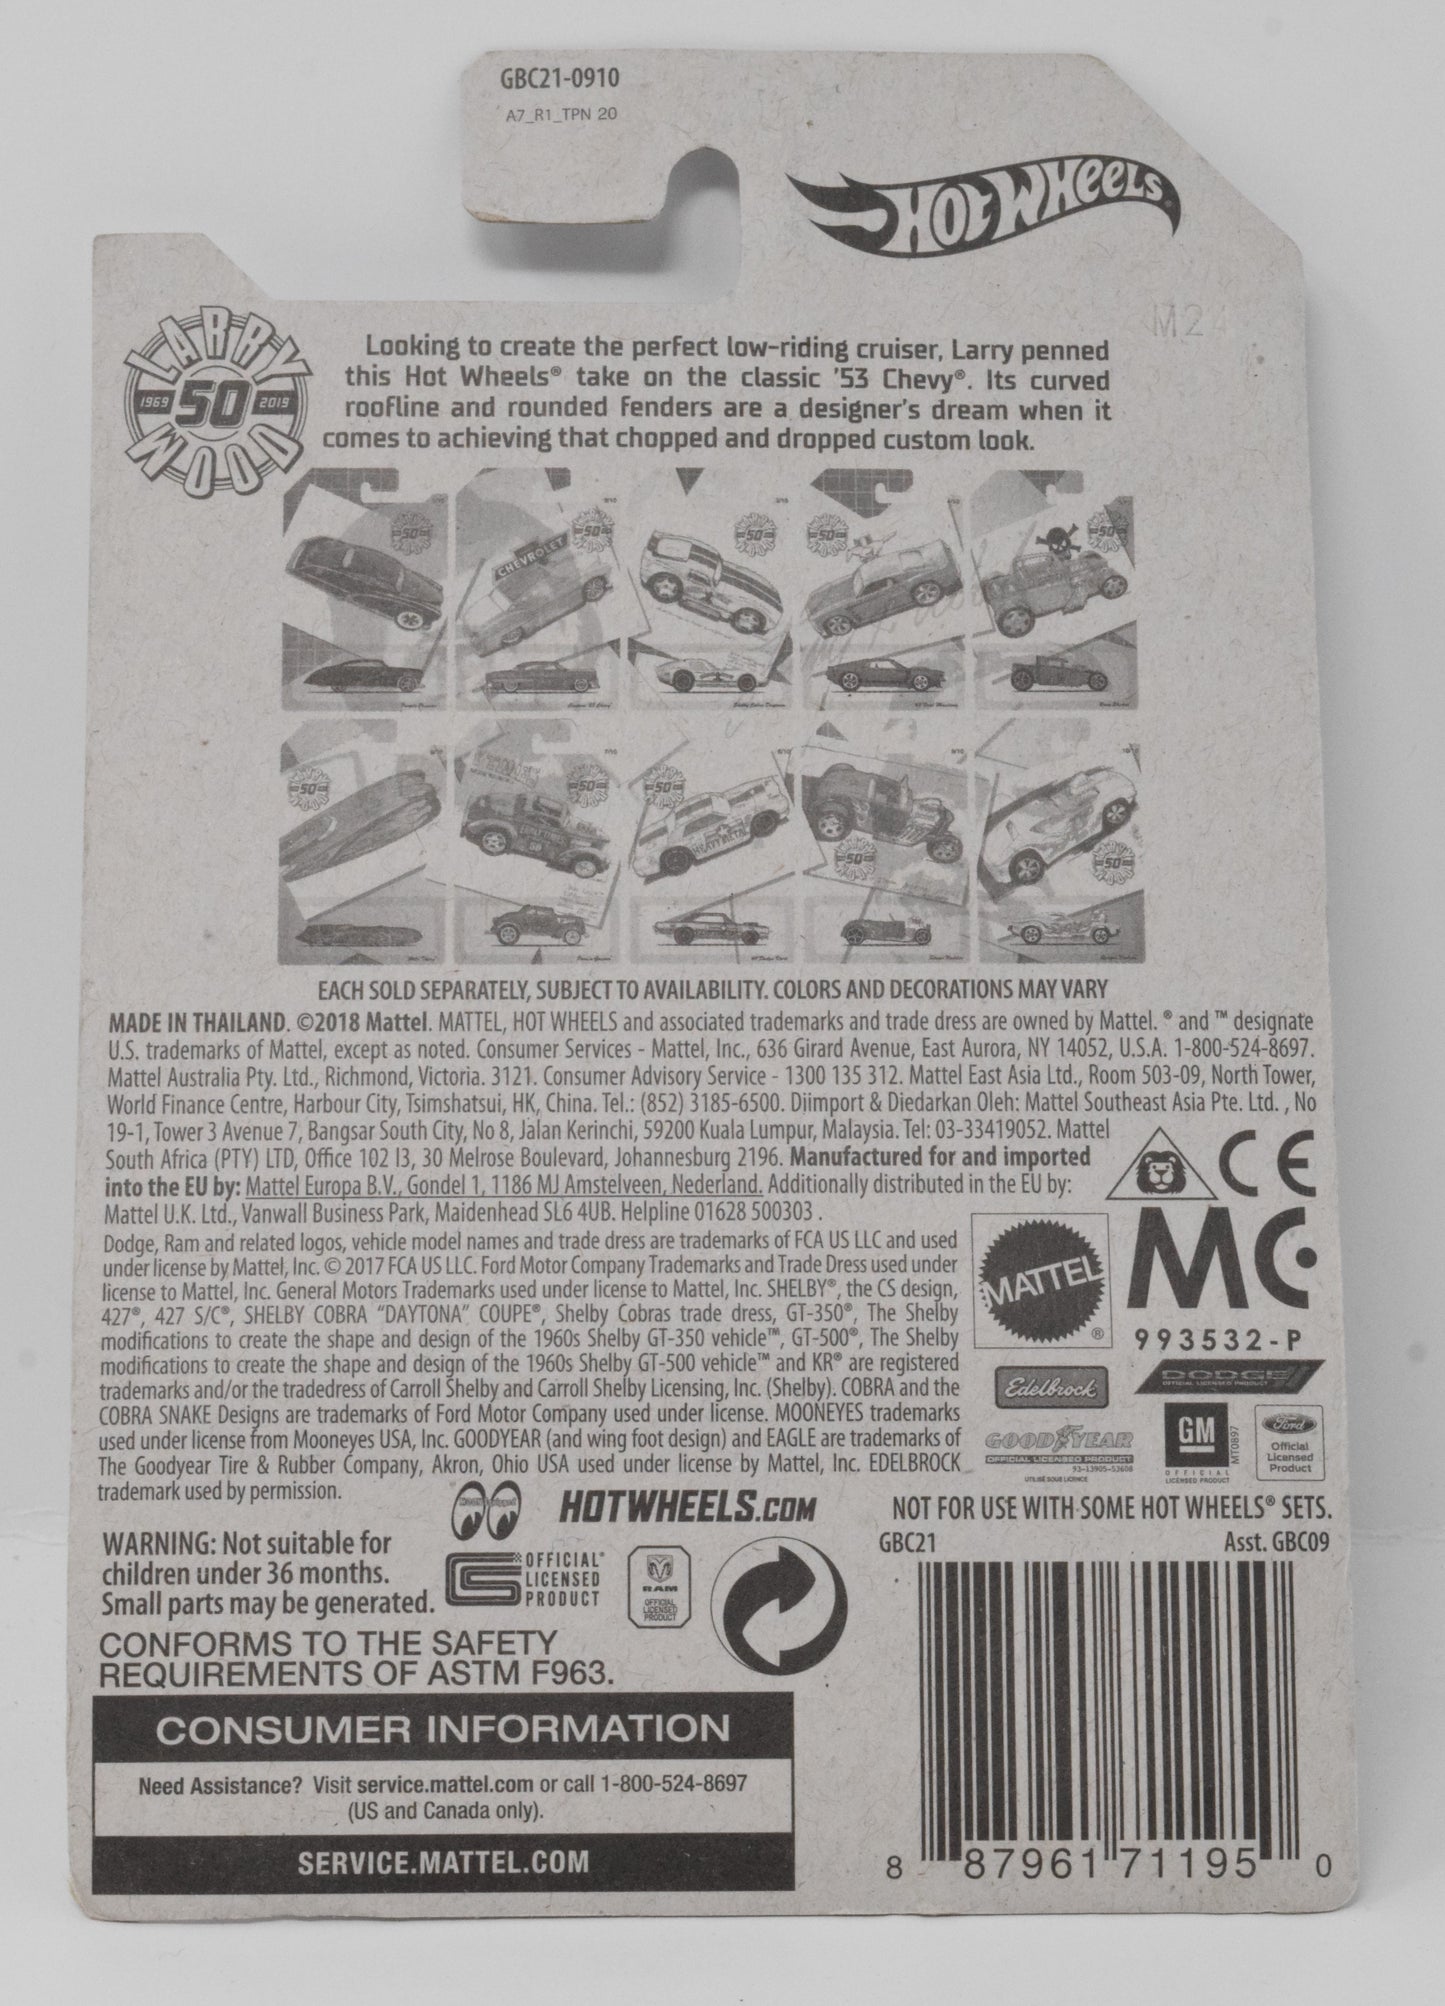 GBC21-0910
A7_R1_TPN 20
HOT WHEELS
M24
LARRY
1969 50 2019
WOOD
Looking to create the perfect low-riding cruiser, Larry penned
this Hot Wheels® take on the classic '53 Chevy®. Its curved
roofline and rounded fenders are a designer's dream when it
comes to achieving that chopped and dropped custom look.
CHEVROLET
HEAVY METAL
EACH SOLD SEPARATELY, SUBJECT TO AVAILABILITY. COLORS AND DECORATIONS MAY VARY
MADE IN THAILAND. ©2018 Mattel. MATTEL, HOT WHEELS and associated trademarks and trade dress are owned by Mattel. ® and ™ designate
U.S. trademarks of Mattel, except as noted. Consumer Services - Mattel, Inc., 636 Girard Avenue, East Aurora, NY 14052, U.S.A. 1-800-524-8697.
Mattel Australia Pty. Ltd., Richmond, Victoria. 3121. Consumer Advisory Service - 1300 135 312. Mattel East Asia Ltd., Room 503-09, North Tower,
World Finance Centre, Harbour City, Tsimshatsui, HK, China. Tel.: (852) 3185-6500. Diimport & Diedarkan Oleh: Mattel Southeast Asia Pte. Ltd. , No
19-1, Tower 3 Avenue 7, Bangsar South City, No 8, Jalan Kerinchi, 59200 Kuala Lumpur, Malaysia. Tel: 03-33419052. Mattel
South Africa (PTY) LTD, Office 102 I3, 30 Melrose Boulevard, Johannesburg 2196. Manufactured for and imported
into the EU by: Mattel Europa B.V., Gondel 1, 1186 MJ Amstelveen, Nederland. Additionally distributed in the EU by:
Mattel U.K. Ltd., Vanwall Business Park, Maidenhead SL6 4UB. Helpline 01628 500303 .
CE
Dodge, Ram and related logos, vehicle model names and trade dress are trademarks of FCA US LLC and used
under license by Mattel, Inc. © 2017 FCA US LLC. Ford Motor Company Trademarks and Trade Dress used under
license to Mattel, Inc. General Motors Trademarks used under license to Mattel, Inc. SHELBY®, the CS design,
427®, 427 S/C®, SHELBY COBRA "DAYTONA" COUPE®, Shelby Cobras trade dress, GT-350®, The Shelby
modifications to create the shape and design of the 1960s Shelby GT-350 vehicle™, GT-500®, The Shelby
modifications to create the shape and design of the 1960s Shelby GT-500 vehicle™ and KR® are registered
trademarks and/or the tradedress of Carroll Shelby and Carroll Shelby Licensing, Inc. (Shelby). COBRA and the
COBRA SNAKE Designs are trademarks of Ford Motor Company used under license. MOONEYES trademarks
used under license from Mooneyes USA, Inc. GOODYEAR (and wing foot design) and EAGLE are trademarks of
The Goodyear Tire & Rubber Company, Akron, Ohio USA used under license by Mattel, Inc. EDELBROCK
trademark used by permission.
MATTEL ®
MC
993532-P
Edelbrock
DODGE
OFFICIAL LICENSED PRODUCT
GOODYEAR
OFFICIAL LICENSED PRODUCT
93-13905-53608
UTILISÉ SOUS LICENCE
GM
OFFICIAL
LICENSED PRODUCT
MT0897
Ford
Official
Licensed
Product
HOTWHEELS.COM
NOT FOR USE WITH SOME HOT WHEELS® SETS.
GBC21
Asst. GBC09
WARNING: Not suitable for
children under 36 months.
Small parts may be generated.
OFFICIAL
LICENSED
PRODUCT
RAM
OFFICIAL
LICENSED
PRODUCT
CONFORMS TO THE SAFETY
REQUIREMENTS OF ASTM F963.
CONSUMER INFORMATION
Need Assistance? Visit service.mattel.com or call 1-800-524-8697
(US and Canada only).
SERVICE.MATTEL.COM
8 87961 71195 0